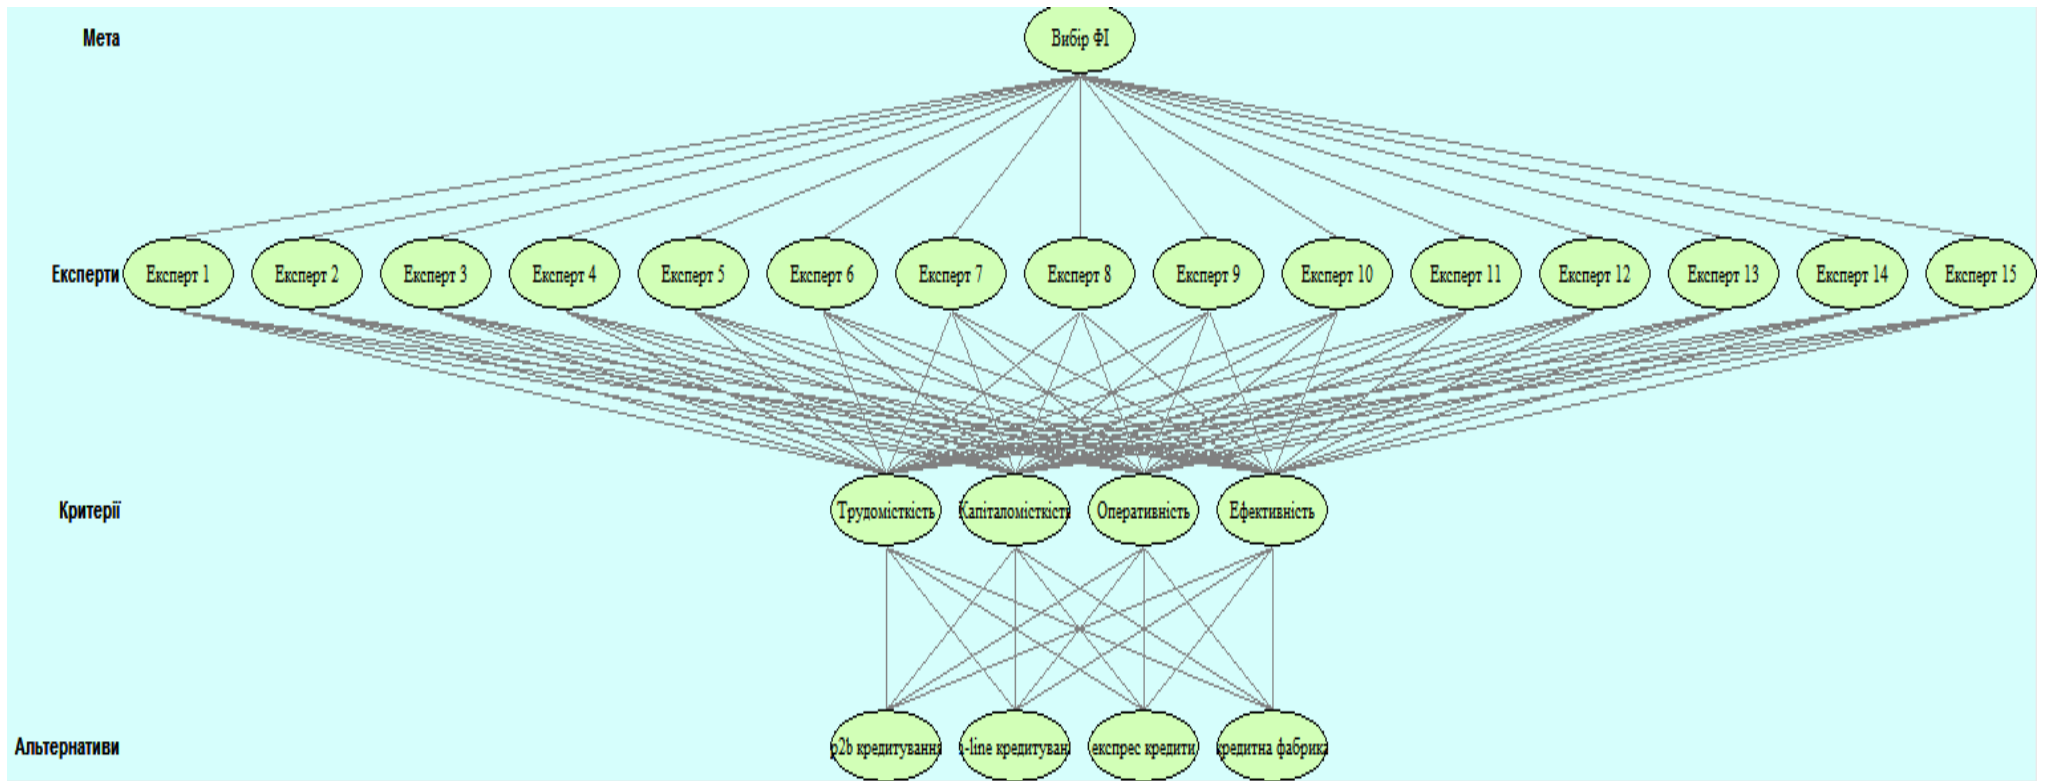 Мета
Вибір ФІ
Експерти
Експерт 1
Експерт 2
Експерт 3
Експерт 4
Експерт 5
Експерт 6
Експерт 7
Експерт 8
Експерт 9
Експерт 10
Експерт 11
Експерт 12
Експерт 13
Експерт 14
Експерт 15
Критерії
Трудомісткість
Капіталомісткість
Оперативність
Ефективність
Альтернативи
p2b кредитування
n-line кредитуван
експрес кредити
кредитна фабрика